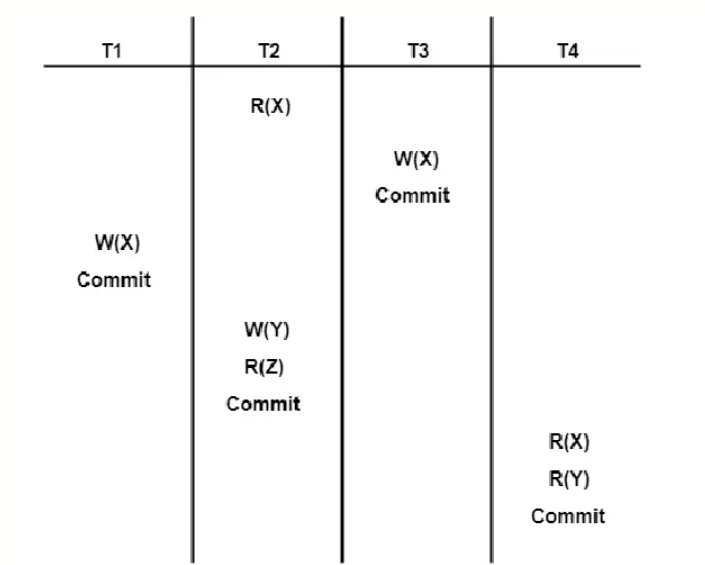 T1 T2 T3 T4
R(X)
W(X)
Commit
W(X)
Commit
W(Y)
R(Z)
Commit
R(X)
R(Y)
Commit